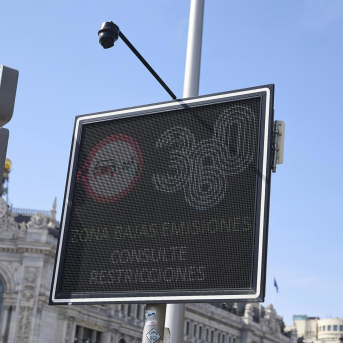 360
ZONA BAJAS EMISIONES
CONSULTE
RESTRICCIONES